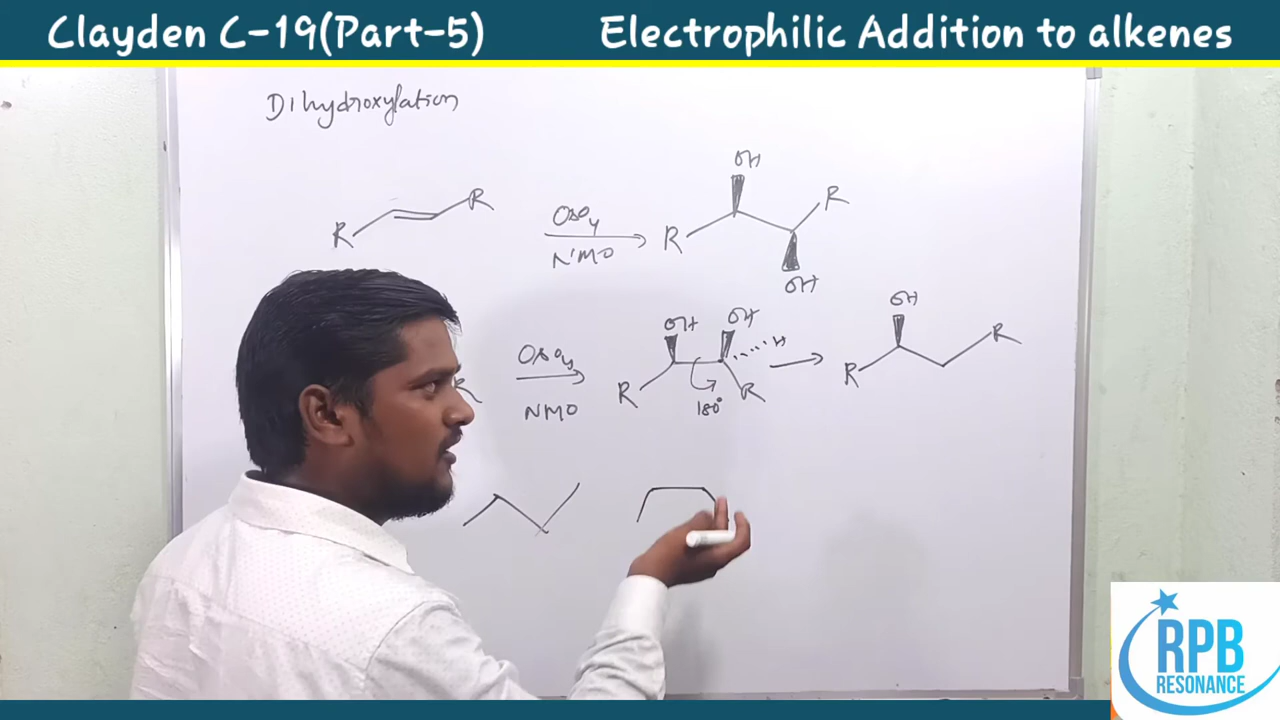 Clayden C-19(Part-5) Electrophilic Addition to alkenes
Dihydroxylation
OH
R R OsO4 R R
NMO
OH
OH OH OH
R OsO4 R R H R R
NMO 180°
RPB
RESONANCE